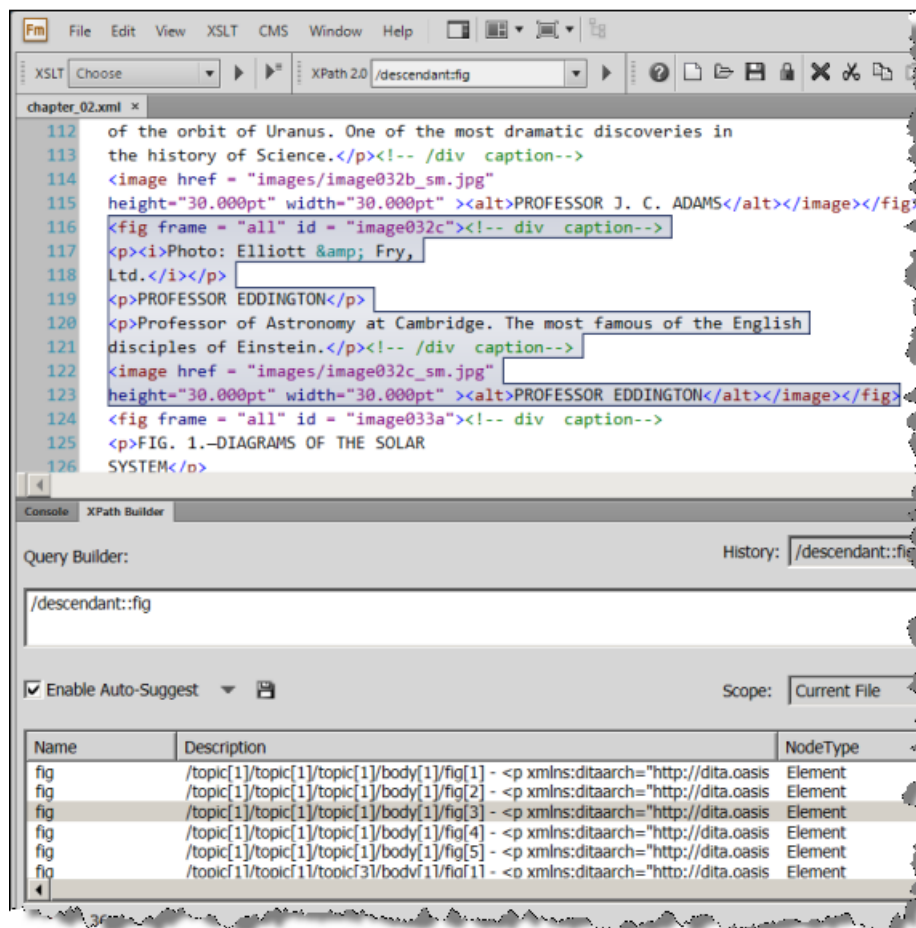 Fm File Edit View XSLT CMS Window Help
XSLT Choose XPath 2.0 /descendant::fig
chapter_02.xml ×
112 of the orbit of Uranus. One of the most dramatic discoveries in
113 the history of Science.</p><!-- /div  caption-->
114 <image href = "images/image032b_sm.jpg"
115 height="30.000pt" width="30.000pt" ><alt>PROFESSOR J. C. ADAMS</alt></image></fig>
116 <fig frame = "all" id = "image032c"><!-- div  caption-->
117 <p><i>Photo: Elliott &amp; Fry,
118 Ltd.</i></p>
119 <p>PROFESSOR EDDINGTON</p>
120 <p>Professor of Astronomy at Cambridge. The most famous of the English
121 disciples of Einstein.</p><!-- /div  caption-->
122 <image href = "images/image032c_sm.jpg"
123 height="30.000pt" width="30.000pt" ><alt>PROFESSOR EDDINGTON</alt></image></fig>
124 <fig frame = "all" id = "image033a"><!-- div  caption-->
125 <p>FIG. 1.—DIAGRAMS OF THE SOLAR
126 SYSTEM</p>
Console XPath Builder
Query Builder: History: /descendant::fig
/descendant::fig
Enable Auto-Suggest Scope: Current File
Name Description NodeType
fig /topic[1]/topic[1]/topic[1]/body[1]/fig[1] - <p xmlns:ditaarch="http://dita.oasis Element
fig /topic[1]/topic[1]/topic[1]/body[1]/fig[2] - <p xmlns:ditaarch="http://dita.oasis Element
fig /topic[1]/topic[1]/topic[1]/body[1]/fig[3] - <p xmlns:ditaarch="http://dita.oasis Element
fig /topic[1]/topic[1]/topic[1]/body[1]/fig[4] - <p xmlns:ditaarch="http://dita.oasis Element
fig /topic[1]/topic[1]/topic[1]/body[1]/fig[5] - <p xmlns:ditaarch="http://dita.oasis Element
fig /topic[1]/topic[1]/topic[3]/body[1]/fig[1] - <p xmlns:ditaarch="http://dita.oasis Element